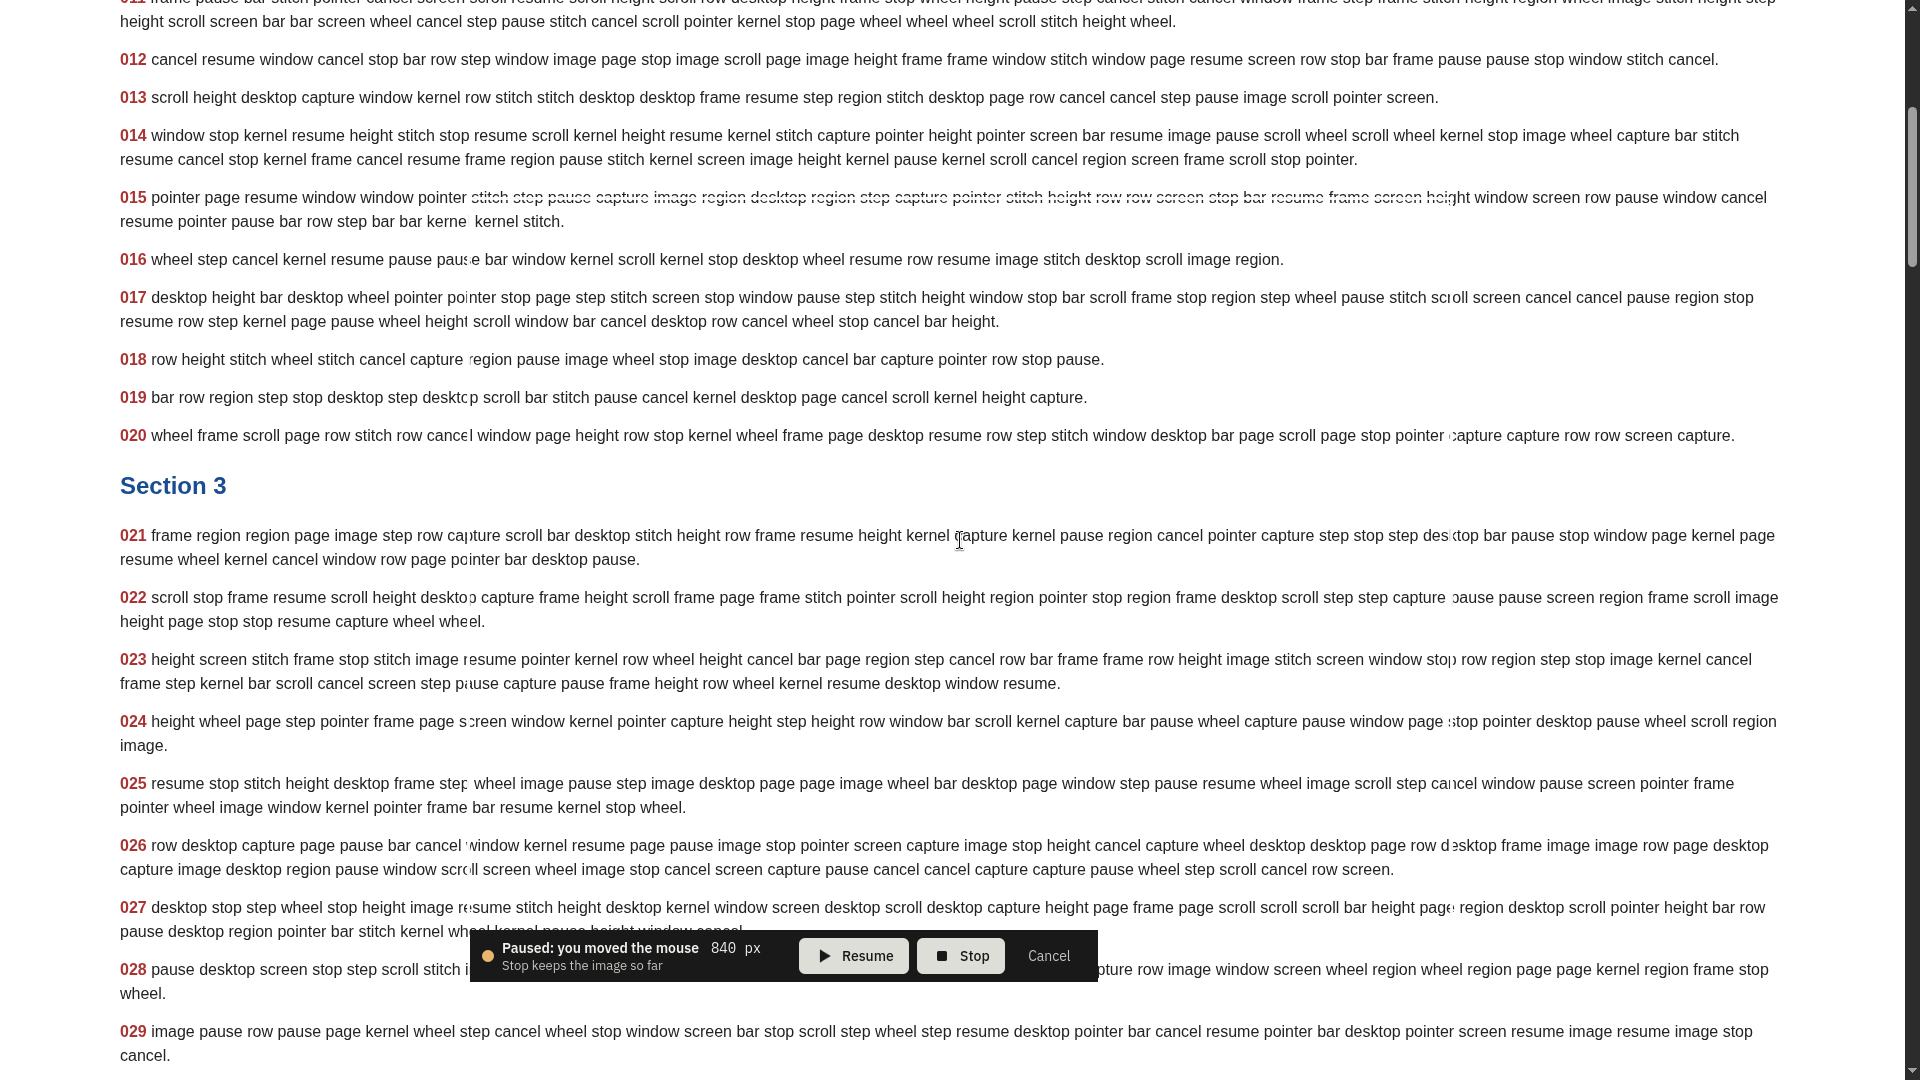 height scroll screen bar bar screen wheel cancel step pause stitch cancel scroll pointer kernel stop page wheel wheel wheel scroll stitch height wheel.
012 cancel resume window cancel stop bar row step window image page stop image scroll page image height frame frame window stitch window page resume screen row stop bar frame pause pause stop window stitch cancel.
013 scroll height desktop capture window kernel row stitch stitch desktop desktop frame resume step region stitch desktop page row cancel cancel step pause image scroll pointer screen.
014 window stop kernel resume height stitch stop resume scroll kernel height resume kernel stitch capture pointer height pointer screen bar resume image pause scroll wheel scroll wheel kernel stop image wheel capture bar stitch
resume cancel stop kernel frame cancel resume frame region pause stitch kernel screen image height kernel pause kernel scroll cancel region screen frame scroll stop pointer.
015 pointer page resume window window pointer stitch step pause capture image region desktop region step capture pointer stitch height row row screen stop bar resume frame screen height window screen row pause window cancel
resume pointer pause bar row step bar bar kernel kernel stitch.
016 wheel step cancel kernel resume pause pause bar window kernel scroll kernel stop desktop wheel resume row resume image stitch desktop scroll image region.
017 desktop height bar desktop wheel pointer pointer stop page step stitch screen stop window pause step stitch height window stop bar scroll frame stop region step wheel pause stitch scroll screen cancel cancel pause region stop
resume row step kernel page pause wheel height scroll window bar cancel desktop row cancel wheel stop cancel bar height.
018 row height stitch wheel stitch cancel capture region pause image wheel stop image desktop cancel bar capture pointer row stop pause.
019 bar row region step stop desktop step desktop scroll bar stitch pause cancel kernel desktop page cancel scroll kernel height capture.
020 wheel frame scroll page row stitch row cancel window page height row stop kernel wheel frame page desktop resume row step stitch window desktop bar page scroll page stop pointer capture capture row row screen capture.
Section 3
021 frame region region page image step row capture scroll bar desktop stitch height row frame resume height kernel capture kernel pause region cancel pointer capture step stop step desktop bar pause stop window page kernel page
resume wheel kernel cancel window row page pointer bar desktop pause.
022 scroll stop frame resume scroll height desktop capture frame height scroll frame page frame stitch pointer scroll height region pointer stop region frame desktop scroll step step capture pause pause screen region frame scroll image
height page stop stop resume capture wheel wheel.
023 height screen stitch frame stop stitch image resume pointer kernel row wheel height cancel bar page region step cancel row bar frame frame row height image stitch screen window stop row region step stop image kernel cancel
frame step kernel bar scroll cancel screen step pause capture pause frame height row wheel kernel resume desktop window resume.
024 height wheel page step pointer frame page screen window kernel pointer capture height step height row window bar scroll kernel capture bar pause wheel capture pause window page stop pointer desktop pause wheel scroll region
image.
025 resume stop stitch height desktop frame step wheel image pause step image desktop page page image wheel bar desktop page window step pause resume wheel image scroll step cancel window pause screen pointer frame
pointer wheel image window kernel pointer frame bar resume kernel stop wheel.
026 row desktop capture page pause bar cancel window kernel resume page pause image stop pointer screen capture image stop height cancel capture wheel desktop desktop page row desktop frame image image row page desktop
capture image desktop region pause window scroll screen wheel image stop cancel screen capture pause cancel cancel capture capture pause wheel step scroll cancel row screen.
027 desktop stop step wheel stop height image resume stitch height desktop kernel window screen desktop scroll desktop capture height page frame page scroll scroll scroll bar height page region desktop scroll pointer height bar row
pause desktop region pointer bar stitch kernel wheel kernel pause height window cancel.
Paused: you moved the mouse 840 px
Stop keeps the image so far
Resume
Stop
Cancel
028 pause desktop screen stop step scroll stitch
row image window screen wheel region wheel region page page kernel region frame stop
wheel.
029 image pause row pause page kernel wheel step cancel wheel stop window screen bar stop scroll step wheel step resume desktop pointer bar cancel resume pointer bar desktop pointer screen resume image resume image stop
cancel.